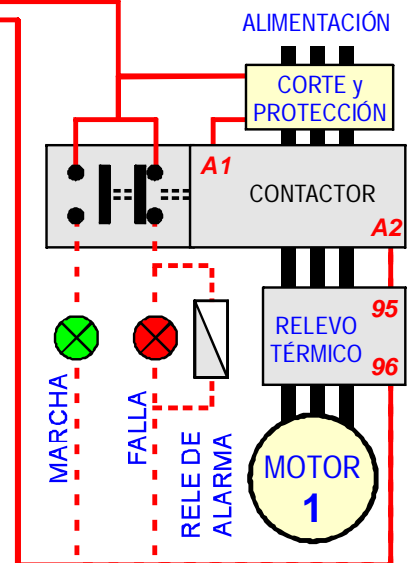 ALIMENTACIÓN
CORTE y
PROTECCIÓN
A1
CONTACTOR
A2
95
RELEVO
TÉRMICO
96
MARCHA
FALLA
RELE DE
ALARMA
MOTOR
1